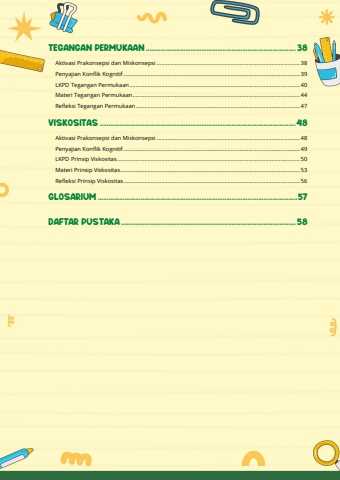 TEGANGAN PERMUKAAN ........................ 38
Aktivasi Prakonsepsi dan Miskonsepsi ........................ 38
Penyajian Konflik Kognitif ........................ 39
LKPD Tegangan Permukaan ........................ 40
Materi Tegangan Permukaan ........................ 44
Refleksi Tegangan Permukaan ........................ 47
VISKOSITAS ........................ 48
Aktivasi Prakonsepsi dan Miskonsepsi ........................ 48
Penyajian Konflik Kognitif ........................ 49
LKPD Prinsip Viskositas ........................ 50
Materi Prinsip Viskositas ........................ 53
Refleksi Prinsip Viskositas ........................ 56
GLOSARIUM ........................ 57
DAFTAR PUSTAKA ........................ 58